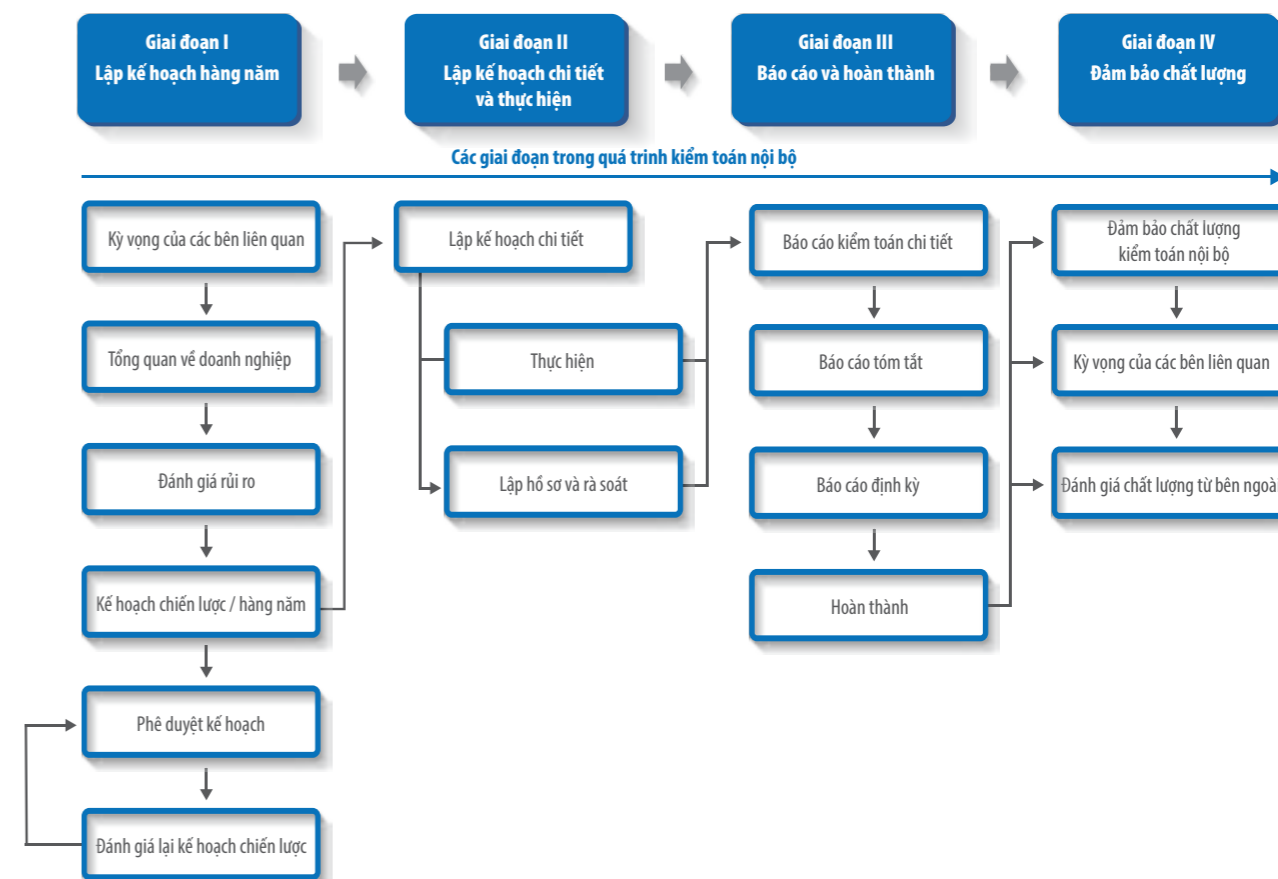 Giai đoạn I
Lập kế hoạch hàng năm
Giai đoạn II
Lập kế hoạch chi tiết
và thực hiện
Giai đoạn III
Báo cáo và hoàn thành
Giai đoạn IV
Đảm bảo chất lượng
Các giai đoạn trong quá trinh kiểm toán nội bộ
Kỳ vọng của các bên liên quan
Tổng quan về doanh nghiệp
Đánh giá rủi ro
Kế hoạch chiến lược / hàng năm
Phê duyệt kế hoạch
Đánh giá lại kế hoạch chiến lược
Lập kế hoạch chi tiết
Thực hiện
Lập hồ sơ và rà soát
Báo cáo kiểm toán chi tiết
Báo cáo tóm tắt
Báo cáo định kỳ
Hoàn thành
Đảm bảo chất lượng
kiểm toán nội bộ
Kỳ vọng của các bên liên quan
Đánh giá chất lượng từ bên ngoài